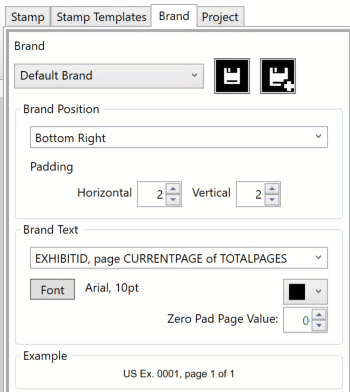 Stamp Stamp Templates Brand Project
Brand
Default Brand
Brand Position
Bottom Right
Padding
Horizontal 2 Vertical 2
Brand Text
EXHIBITID, page CURRENTPAGE of TOTALPAGES
Font Arial, 10pt
Zero Pad Page Value: 0
Example
US Ex. 0001, page 1 of 1